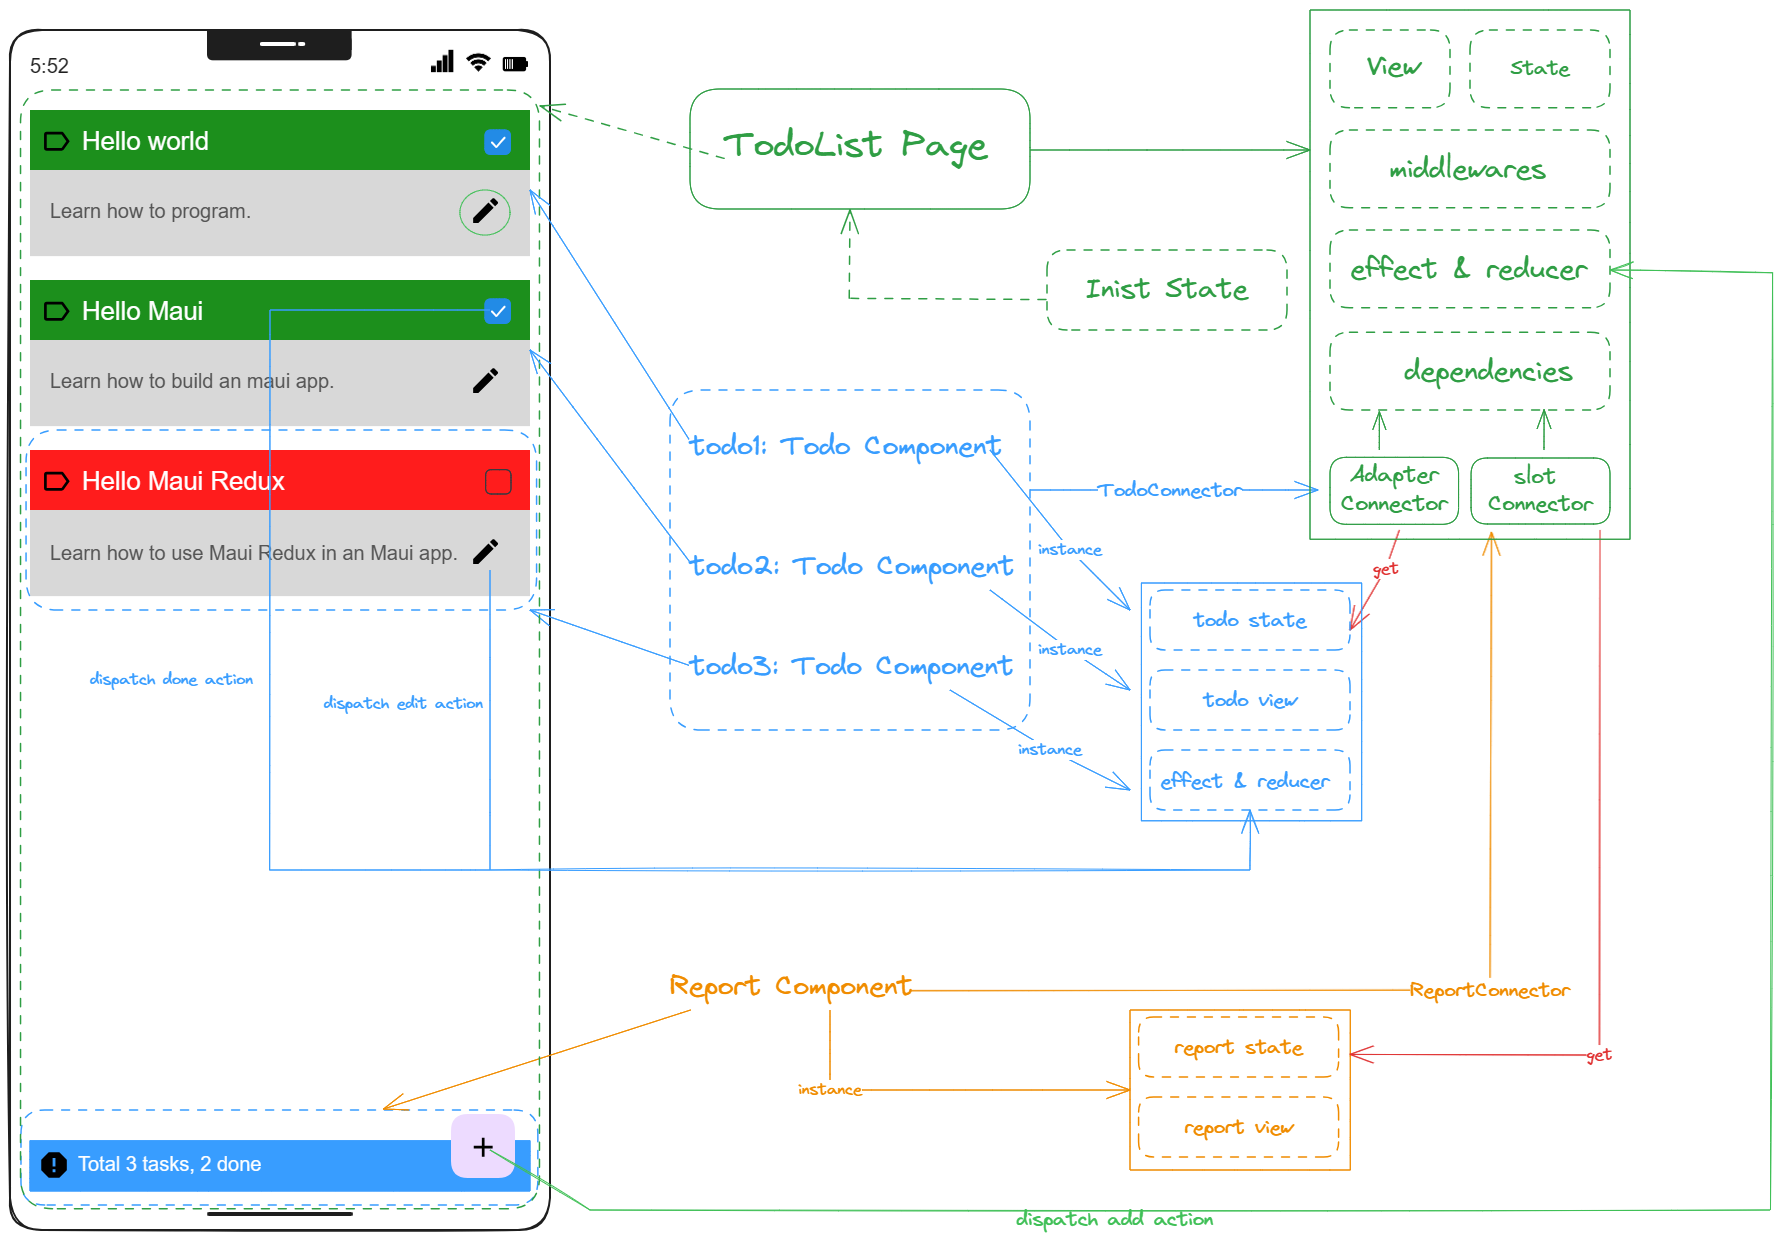 5:52
Hello world
Learn how to program.
Hello Maui
Learn how to build an maui app.
Hello Maui Redux
Learn how to use Maui Redux in an Maui app.
dispatch done action
dispatch edit action
Total 3 tasks, 2 done
+
TodoList Page
Inist State
todo1: Todo Component
todo2: Todo Component
todo3: Todo Component
TodoConnector
instance
instance
instance
View
State
middlewares
effect & reducer
dependencies
Adapter
Connector
slot
Connector
get
todo state
todo view
effect & reducer
Report Component
ReportConnector
instance
report state
report view
get
dispatch add action